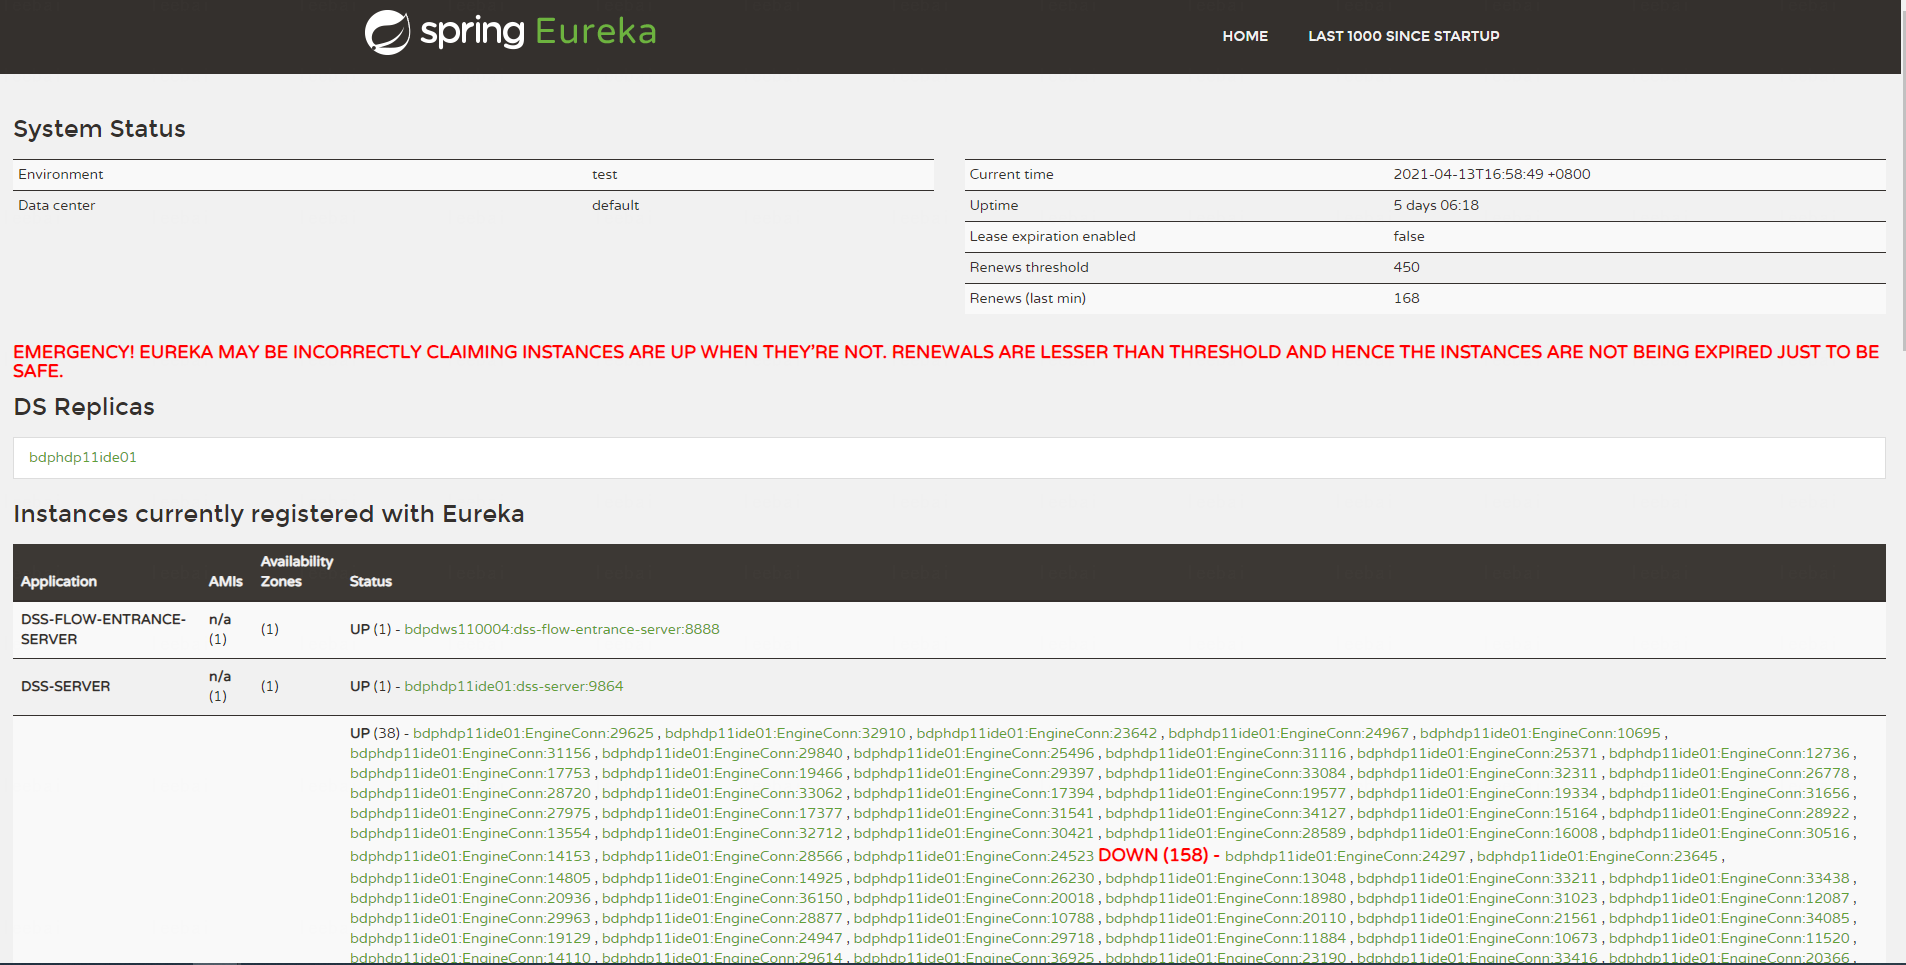 spring Eureka
HOME LAST 1000 SINCE STARTUP
System Status
Environment test
Data center default
Current time 2021-04-13T16:58:49 +0800
Uptime 5 days 06:18
Lease expiration enabled false
Renews threshold 450
Renews (last min) 168
EMERGENCY! EUREKA MAY BE INCORRECTLY CLAIMING INSTANCES ARE UP WHEN THEY'RE NOT. RENEWALS ARE LESSER THAN THRESHOLD AND HENCE THE INSTANCES ARE NOT BEING EXPIRED JUST TO BE
SAFE.
DS Replicas
bdphdp11ide01
Instances currently registered with Eureka
Application AMIs Availability Zones Status
DSS-FLOW-ENTRANCE-SERVER n/a (1) (1) UP (1) - bdpdws110004:dss-flow-entrance-server:8888
DSS-SERVER n/a (1) (1) UP (1) - bdphdp11ide01:dss-server:9864
UP (38) - bdphdp11ide01:EngineConn:29625 , bdphdp11ide01:EngineConn:32910 , bdphdp11ide01:EngineConn:23642 , bdphdp11ide01:EngineConn:24967 , bdphdp11ide01:EngineConn:10695 ,
bdphdp11ide01:EngineConn:31156 , bdphdp11ide01:EngineConn:29840 , bdphdp11ide01:EngineConn:25496 , bdphdp11ide01:EngineConn:31116 , bdphdp11ide01:EngineConn:25371 , bdphdp11ide01:EngineConn:12736 ,
bdphdp11ide01:EngineConn:17753 , bdphdp11ide01:EngineConn:19466 , bdphdp11ide01:EngineConn:29397 , bdphdp11ide01:EngineConn:33084 , bdphdp11ide01:EngineConn:32311 , bdphdp11ide01:EngineConn:26778 ,
bdphdp11ide01:EngineConn:28720 , bdphdp11ide01:EngineConn:33062 , bdphdp11ide01:EngineConn:17394 , bdphdp11ide01:EngineConn:19577 , bdphdp11ide01:EngineConn:19334 , bdphdp11ide01:EngineConn:31656 ,
bdphdp11ide01:EngineConn:27975 , bdphdp11ide01:EngineConn:17377 , bdphdp11ide01:EngineConn:31541 , bdphdp11ide01:EngineConn:34127 , bdphdp11ide01:EngineConn:15164 , bdphdp11ide01:EngineConn:28922 ,
bdphdp11ide01:EngineConn:13554 , bdphdp11ide01:EngineConn:32712 , bdphdp11ide01:EngineConn:30421 , bdphdp11ide01:EngineConn:28589 , bdphdp11ide01:EngineConn:16008 , bdphdp11ide01:EngineConn:30516 ,
bdphdp11ide01:EngineConn:14153 , bdphdp11ide01:EngineConn:28566 , bdphdp11ide01:EngineConn:24523 DOWN (158) - bdphdp11ide01:EngineConn:24297 , bdphdp11ide01:EngineConn:23645 ,
bdphdp11ide01:EngineConn:14805 , bdphdp11ide01:EngineConn:14925 , bdphdp11ide01:EngineConn:26230 , bdphdp11ide01:EngineConn:13048 , bdphdp11ide01:EngineConn:33211 , bdphdp11ide01:EngineConn:33438 ,
bdphdp11ide01:EngineConn:20936 , bdphdp11ide01:EngineConn:36150 , bdphdp11ide01:EngineConn:20018 , bdphdp11ide01:EngineConn:18980 , bdphdp11ide01:EngineConn:31023 , bdphdp11ide01:EngineConn:12087 ,
bdphdp11ide01:EngineConn:29963 , bdphdp11ide01:EngineConn:28877 , bdphdp11ide01:EngineConn:10788 , bdphdp11ide01:EngineConn:20110 , bdphdp11ide01:EngineConn:21561 , bdphdp11ide01:EngineConn:34085 ,
bdphdp11ide01:EngineConn:19129 , bdphdp11ide01:EngineConn:24947 , bdphdp11ide01:EngineConn:29718 , bdphdp11ide01:EngineConn:11884 , bdphdp11ide01:EngineConn:10673 , bdphdp11ide01:EngineConn:11520 ,
bdphdp11ide01:EngineConn:14110 , bdphdp11ide01:EngineConn:29614 , bdphdp11ide01:EngineConn:36925 , bdphdp11ide01:EngineConn:23190 , bdphdp11ide01:EngineConn:33416 , bdphdp11ide01:EngineConn:20366 ,